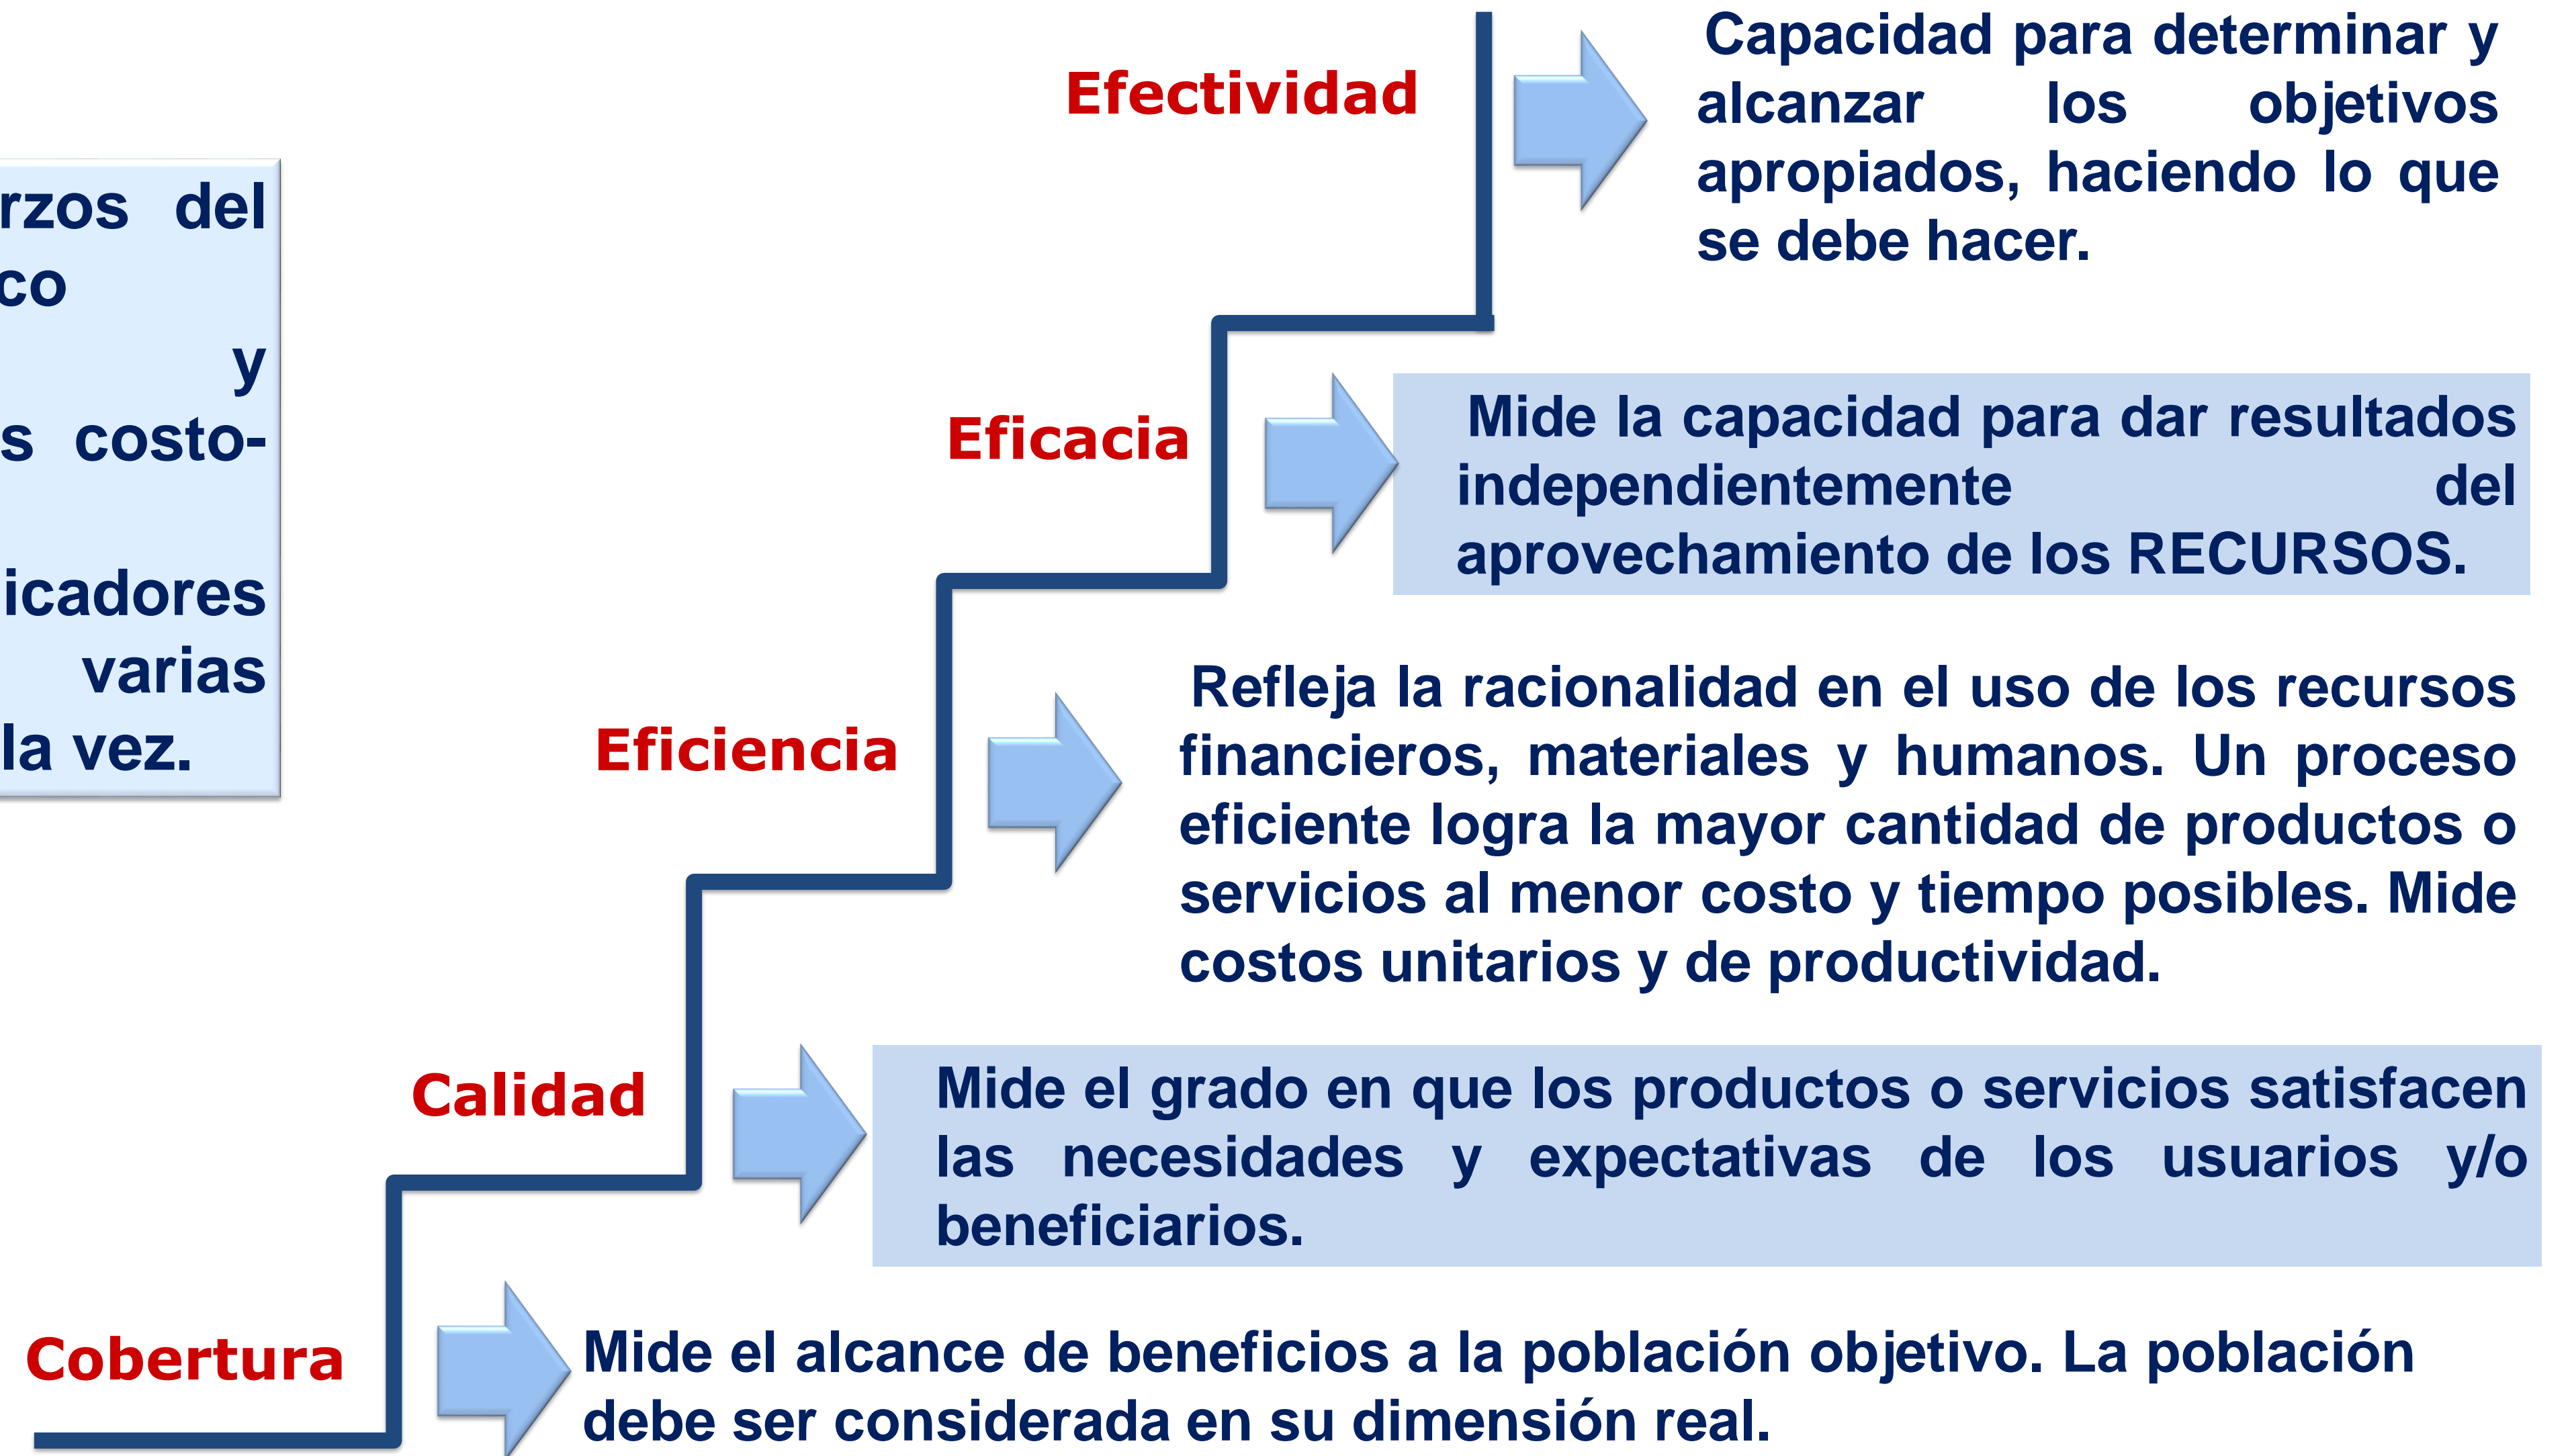 Efectividad
Capacidad para determinar y
alcanzar los objetivos
apropiados, haciendo lo que
se debe hacer.
del
y
costo-
varias
la vez.
Eficacia
Mide la capacidad para dar resultados
independientemente del
aprovechamiento de los RECURSOS.
Eficiencia
Refleja la racionalidad en el uso de los recursos
financieros, materiales y humanos. Un proceso
eficiente logra la mayor cantidad de productos o
servicios al menor costo y tiempo posibles. Mide
costos unitarios y de productividad.
Calidad
Mide el grado en que los productos o servicios satisfacen
las necesidades y expectativas de los usuarios y/o
beneficiarios.
Cobertura
Mide el alcance de beneficios a la población objetivo. La población
debe ser considerada en su dimensión real.